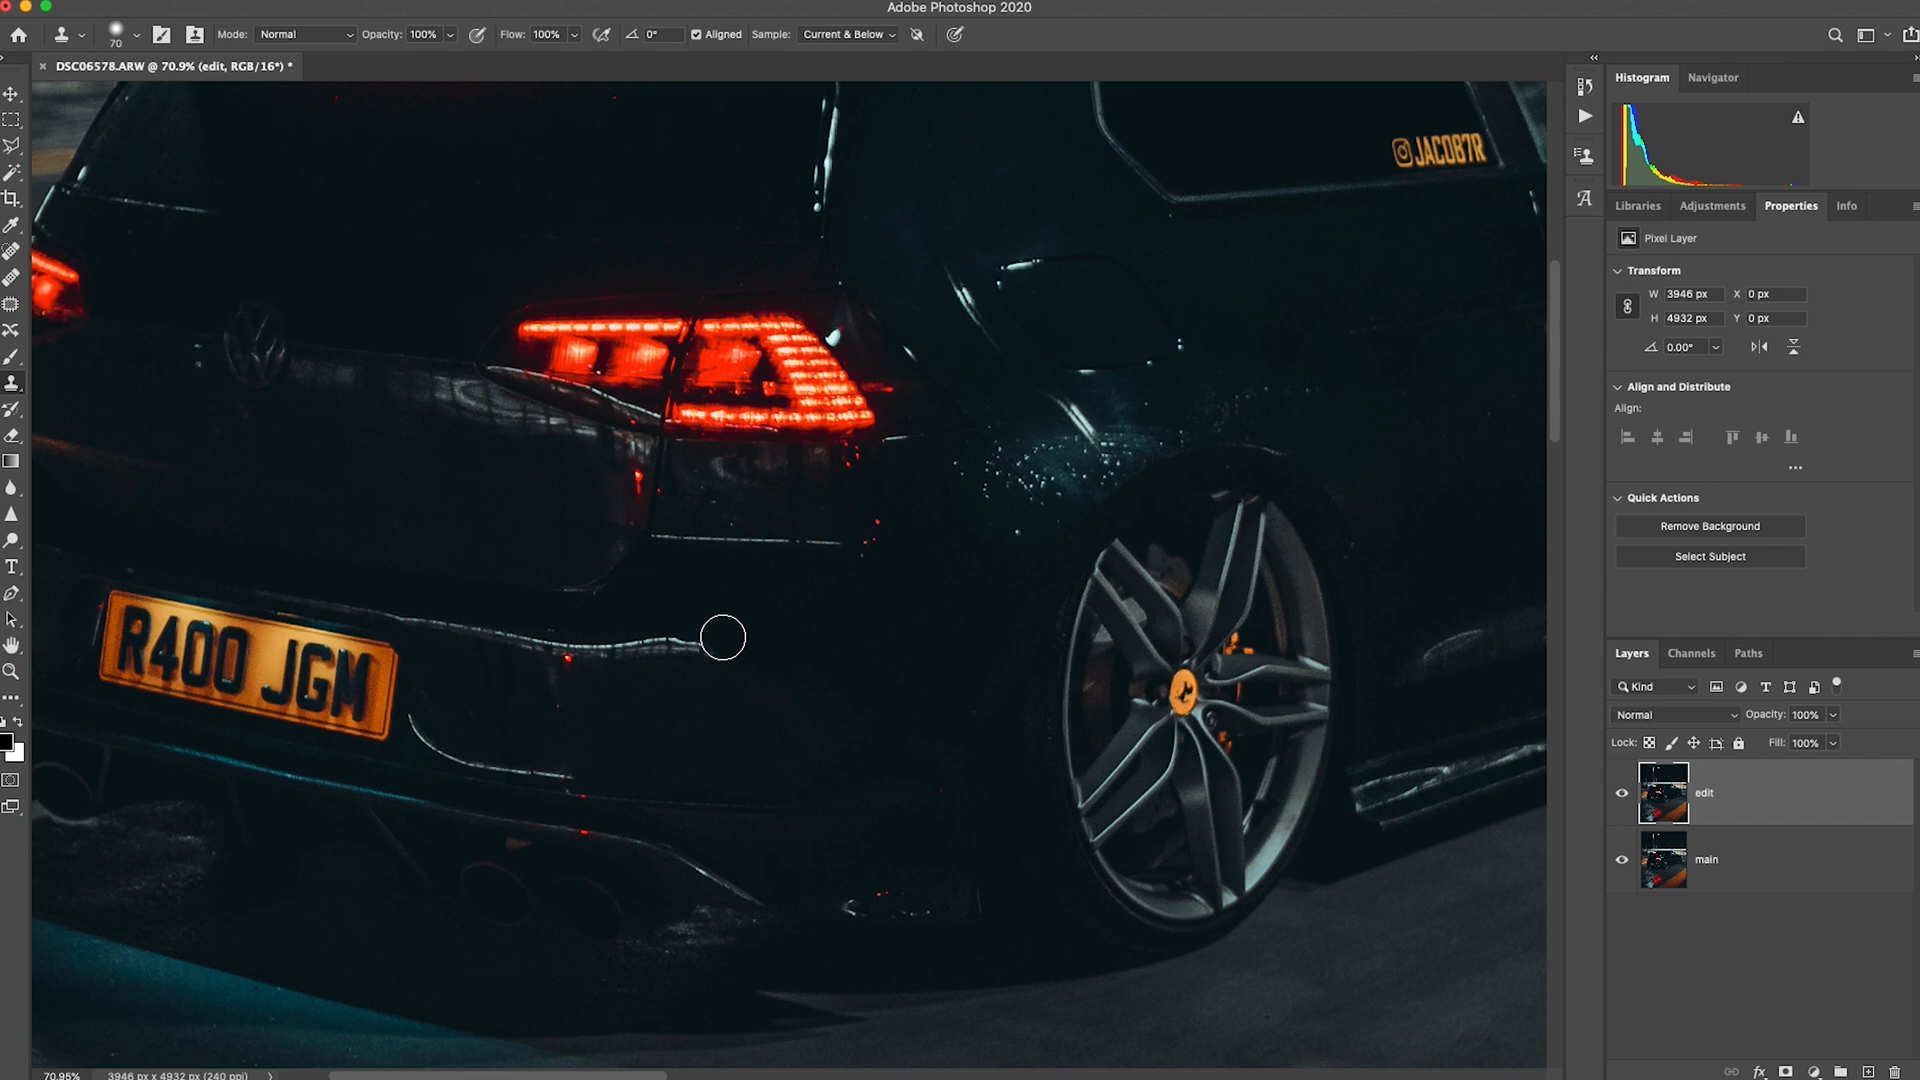 Adobe Photoshop 2020
70
Mode: Normal
Opacity: 100%
Flow: 100%
0°
Aligned
Sample: Current & Below
× DSC06578.ARW @ 70.9% (edit, RGB/16*) *
JACOB7R
R400 JGM
70.95%
3946 px x 4932 px (240 ppi)
Histogram
Navigator
Libraries
Adjustments
Properties
Info
Pixel Layer
Transform
W 3946 px X 0 px
H 4932 px Y 0 px
0.00°
Align and Distribute
Align:
Quick Actions
Remove Background
Select Subject
Layers
Channels
Paths
Kind
Normal
Opacity: 100%
Lock:
Fill: 100%
edit
main
fx